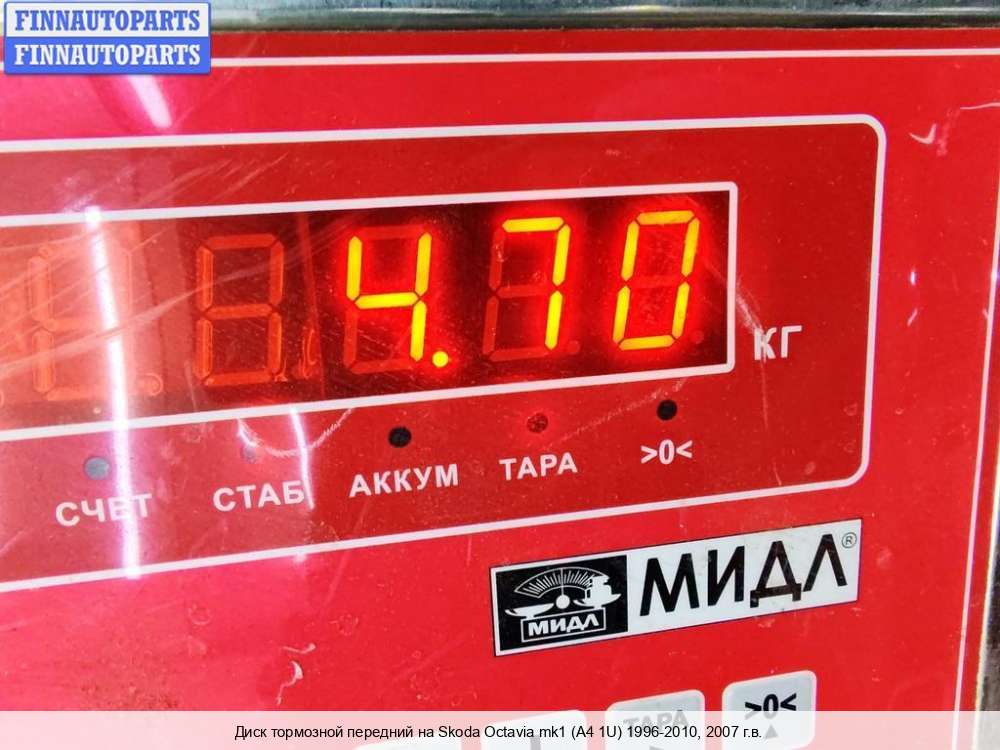 FINNAUTOPARTS
FINNAUTOPARTS
4.70
КГ
СЧЕТ
СТАБ
АККУМ
ТАРА
>0<
МИДЛ
МИДЛ®
ТАРА
>0<
Диск тормозной передний на Skoda Octavia mk1 (A4 1U) 1996-2010, 2007 г.в.